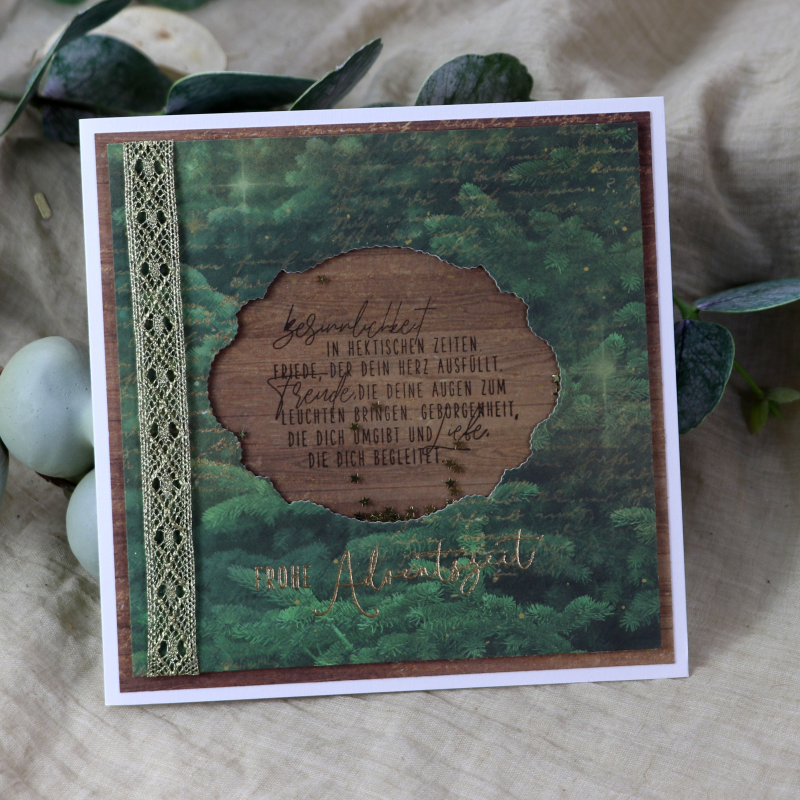 Besinnlichkeit
IN HEKTISCHEN ZEITEN
FRIEDE, DER DEIN HERZ AUSFÜLLT.
Freude, DIE DEINE AUGEN ZUM
LEUCHTEN BRINGEN. GEBORGENHEIT,
DIE DICH UMGIBT UND Liebe,
DIE DICH BEGLEITET.
FROHE Adventszeit